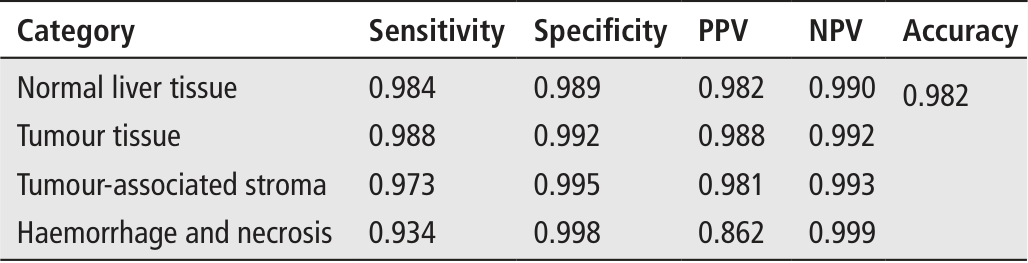 Category Sensitivity Specificity PPV NPV Accuracy
Normal liver tissue 0.984 0.989 0.982 0.990 0.982
Tumour tissue 0.988 0.992 0.988 0.992
Tumour-associated stroma 0.973 0.995 0.981 0.993
Haemorrhage and necrosis 0.934 0.998 0.862 0.999